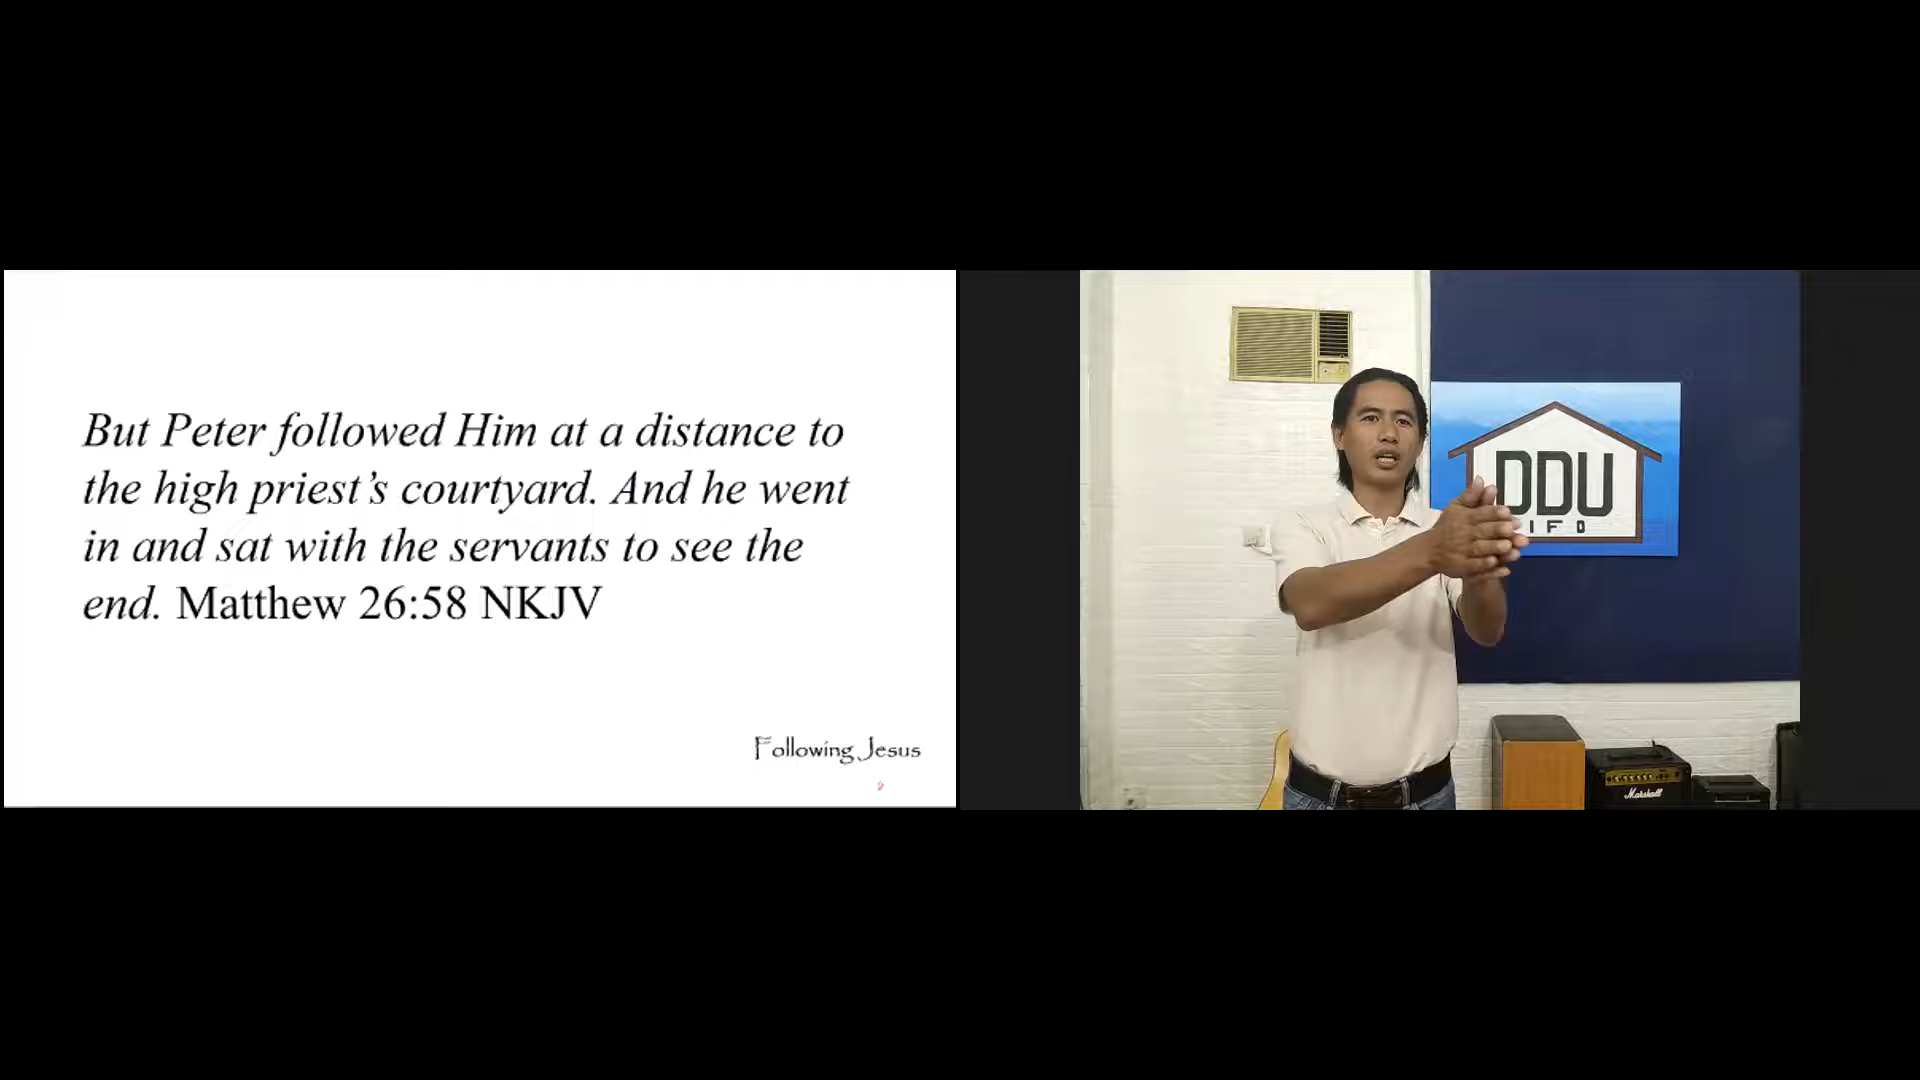 But Peter followed Him at a distance to
the high priest’s courtyard. And he went
in and sat with the servants to see the
end. Matthew 26:58 NKJV
Following Jesus
DDU
IFO
Marshall